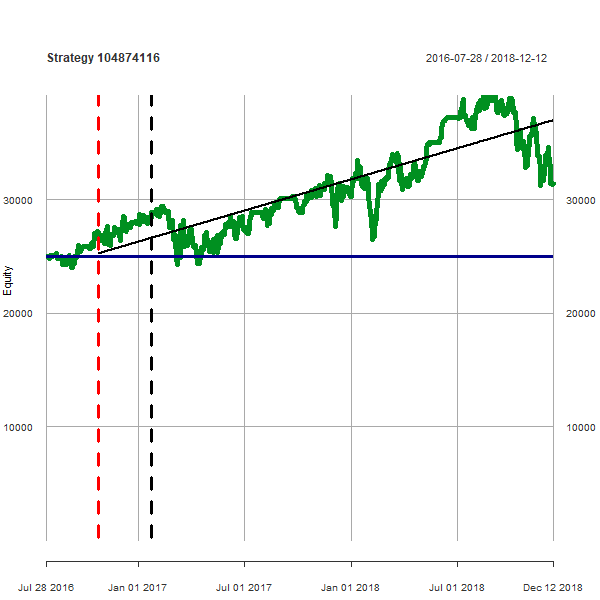 Strategy 104874116
2016-07-28 / 2018-12-12
30000
30000
Equity
20000
20000
10000
10000
Jul 28 2016
Jan 01 2017
Jul 01 2017
Jan 01 2018
Jul 01 2018
Dec 12 2018